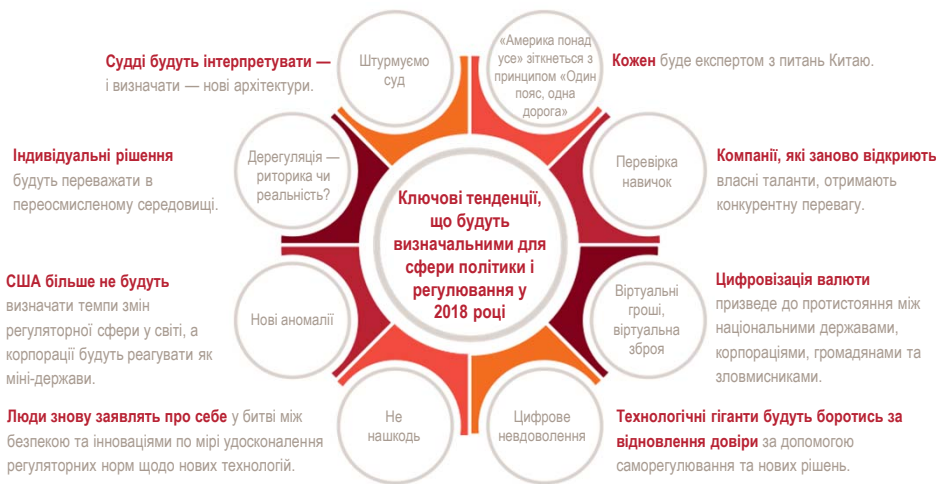 Ключові тенденції,
що будуть
визначальними для
сфери політики і
регулювання у
2018 році
«Америка понад
усе» зіткнеться з
принципом «Один
пояс, одна
дорога»
Кожен буде експертом з питань Китаю.
Перевірка
навичок
Компанії, які заново відкриють
власні таланти, отримають
конкурентну перевагу.
Віртуальні
гроші,
віртуальна
зброя
Цифровізація валюти
призведе до протистояння між
національними державами,
корпораціями, громадянами та
зловмисниками.
Цифрове
невдоволення
Технологічні гіганти будуть боротись за
відновлення довіри за допомогою
саморегулювання та нових рішень.
Не
нашкодь
Люди знову заявлять про себе у битві між
безпекою та інноваціями по мірі удосконалення
регуляторних норм щодо нових технологій.
Нові аномалії
США більше не будуть
визначати темпи змін
регуляторної сфери у світі, а
корпорації будуть реагувати як
міні-держави.
Дерегуляція —
риторика чи
реальність?
Індивідуальні рішення
будуть переважати в
переосмисленому середовищі.
Штурмуємо
суд
Судді будуть інтерпретувати —
і визначати — нові архітектури.